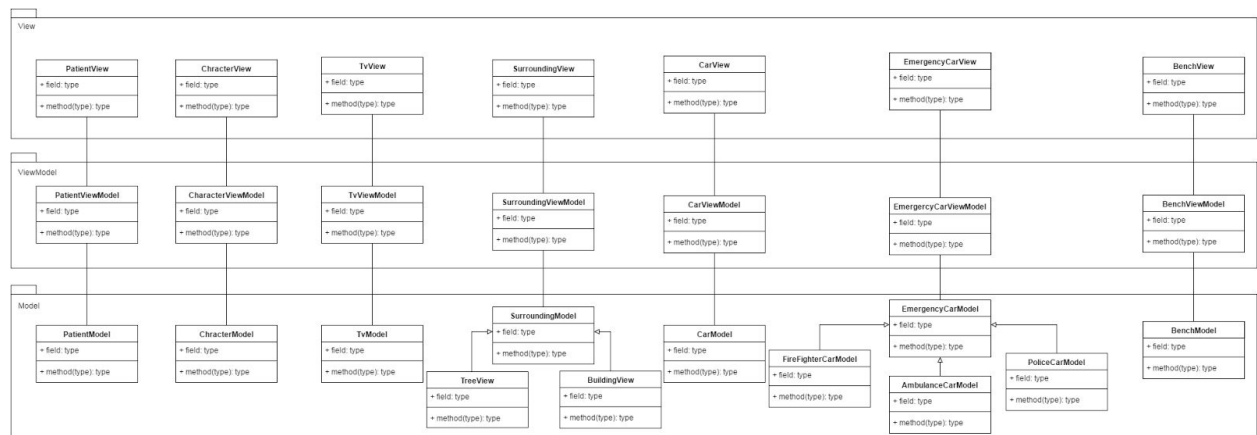 View
PatientView
+ field: type
+ method(type): type
ChracterView
+ field: type
+ method(type): type
TvView
+ field: type
+ method(type): type
SurroundingView
+ field: type
+ method(type): type
CarView
+ field: type
+ method(type): type
EmergencyCarView
+ field: type
+ method(type): type
BenchView
+ field: type
+ method(type): type
ViewModel
PatientViewModel
+ field: type
+ method(type): type
CharacterViewModel
+ field: type
+ method(type): type
TvViewModel
+ field: type
+ method(type): type
SurroundingViewModel
+ field: type
+ method(type): type
CarViewModel
+ field: type
+ method(type): type
EmergencyCarViewModel
+ field: type
+ method(type): type
BenchViewModel
+ field: type
+ method(type): type
Model
PatientModel
+ field: type
+ method(type): type
ChracterModel
+ field: type
+ method(type): type
TvModel
+ field: type
+ method(type): type
SurroundingModel
+ field: type
+ method(type): type
TreeView
+ field: type
+ method(type): type
BuildingView
+ field: type
+ method(type): type
CarModel
+ field: type
+ method(type): type
EmergencyCarModel
+ field: type
+ method(type): type
FireFighterCarModel
+ field: type
+ method(type): type
AmbulanceCarModel
+ field: type
+ method(type): type
PoliceCarModel
+ field: type
+ method(type): type
BenchModel
+ field: type
+ method(type): type